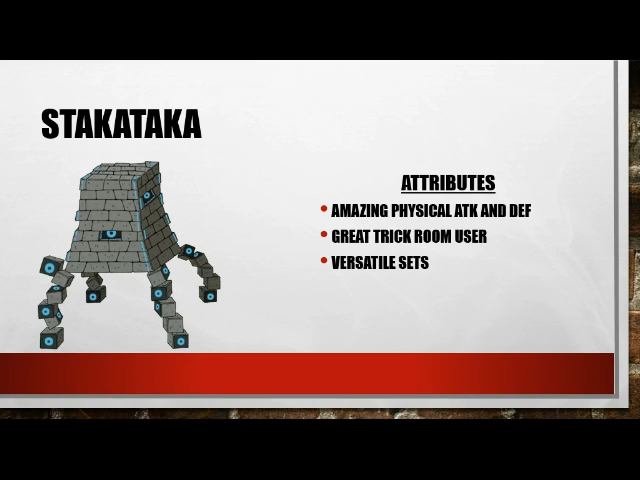 STAKATAKA
ATTRIBUTES
• AMAZING PHYSICAL ATK AND DEF
• GREAT TRICK ROOM USER
• VERSATILE SETS